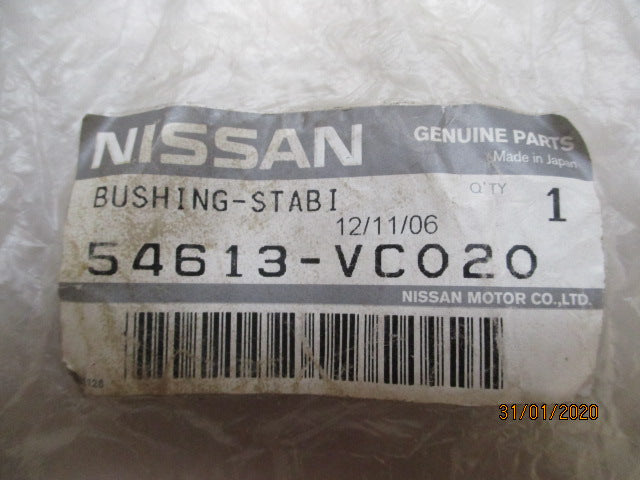 NISSAN
GENUINE PARTS
Made in Japan
BUSHING-STABI
Q'TY 1
12/11/06
54613-VC020
NISSAN MOTOR CO.,LTD.
31/01/2020